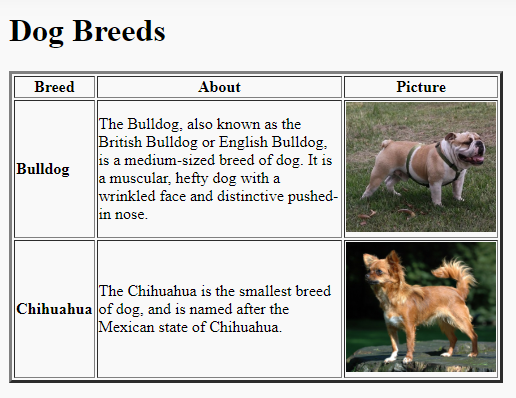 Dog Breeds
Breed About Picture
Bulldog
The Bulldog, also known as the
British Bulldog or English Bulldog,
is a medium-sized breed of dog. It is
a muscular, hefty dog with a
wrinkled face and distinctive pushed-
in nose.
Chihuahua
The Chihuahua is the smallest breed
of dog, and is named after the
Mexican state of Chihuahua.